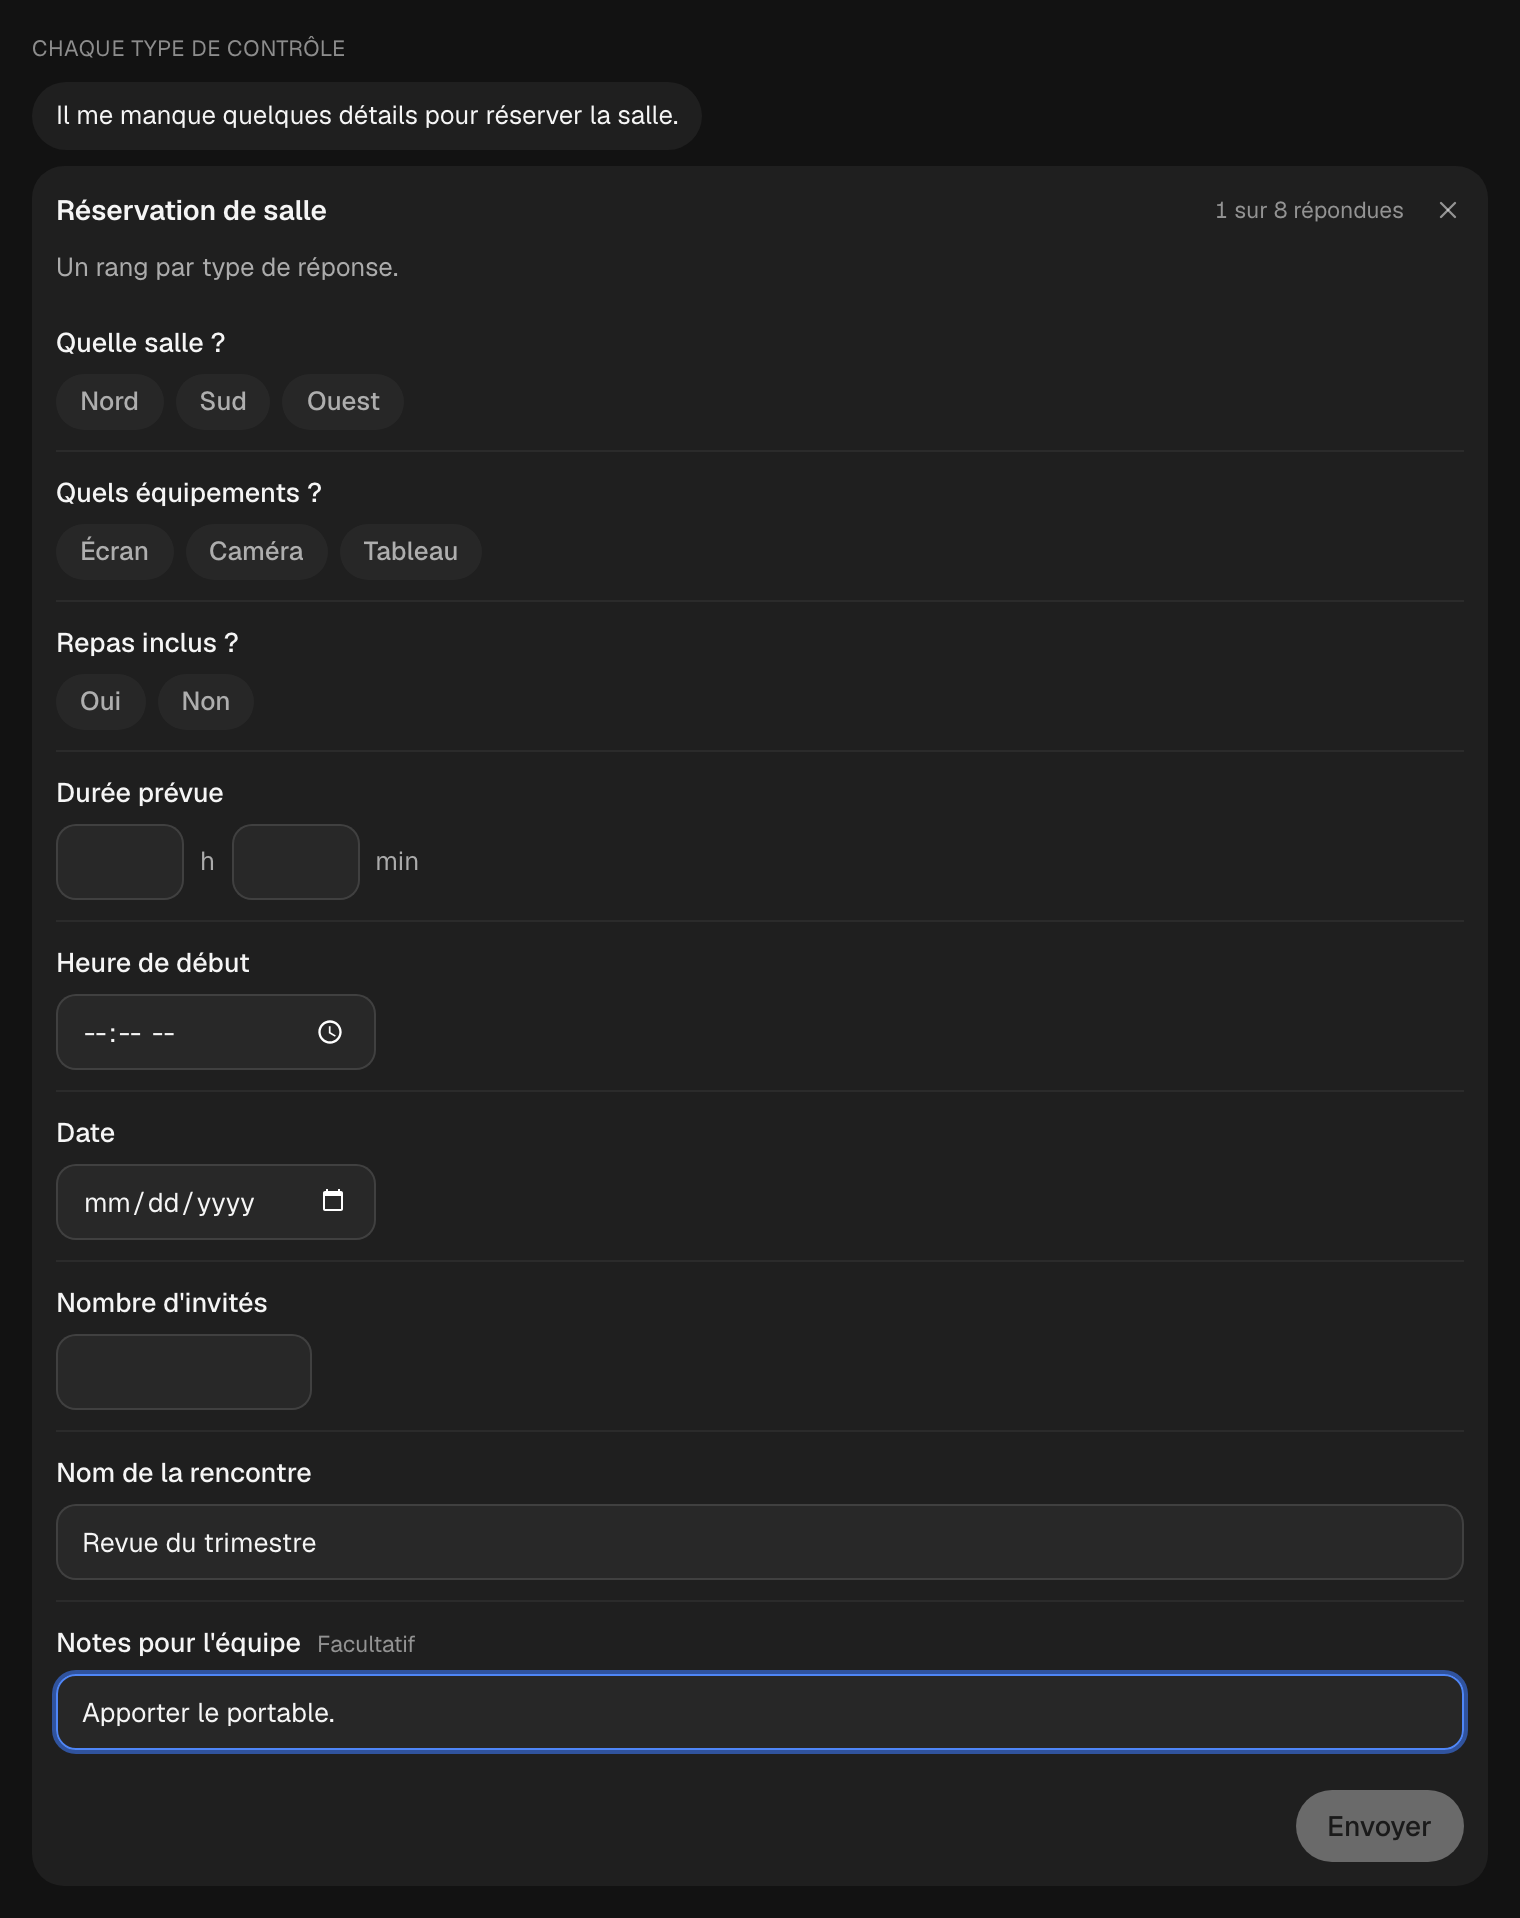 CHAQUE TYPE DE CONTRÔLE
Il me manque quelques détails pour réserver la salle.
Réservation de salle
1 sur 8 répondues
Un rang par type de réponse.
Quelle salle ?
Nord Sud Ouest
Quels équipements ?
Écran Caméra Tableau
Repas inclus ?
Oui Non
Durée prévue
h min
Heure de début
--:-- --
Date
mm/dd/yyyy
Nombre d'invités
Nom de la rencontre
Revue du trimestre
Notes pour l'équipe Facultatif
Apporter le portable.
Envoyer